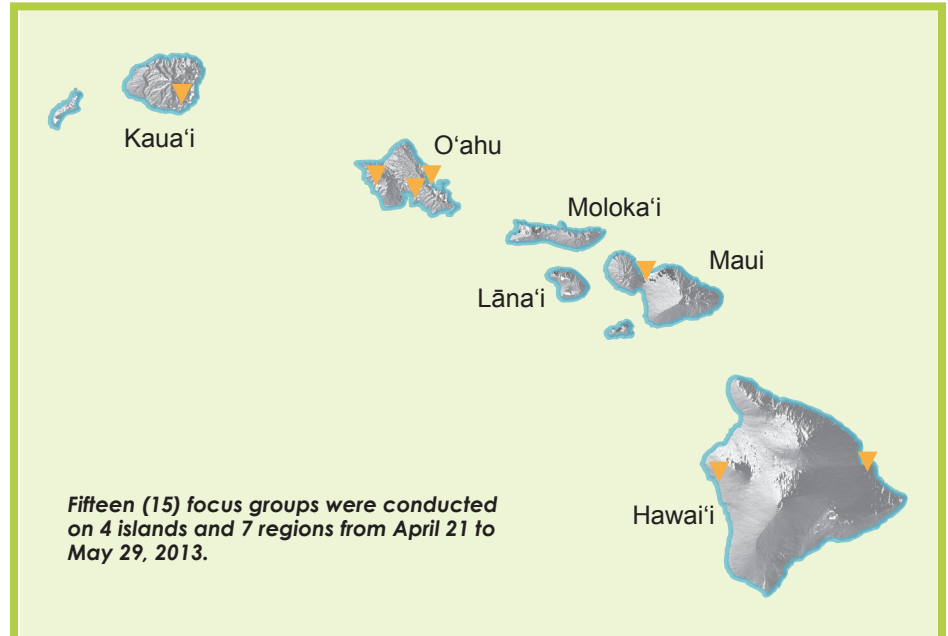 Kaua‘i
O‘ahu
Moloka‘i
Maui
Lāna‘i
Hawai‘i
Fifteen (15) focus groups were conducted
on 4 islands and 7 regions from April 21 to
May 29, 2013.